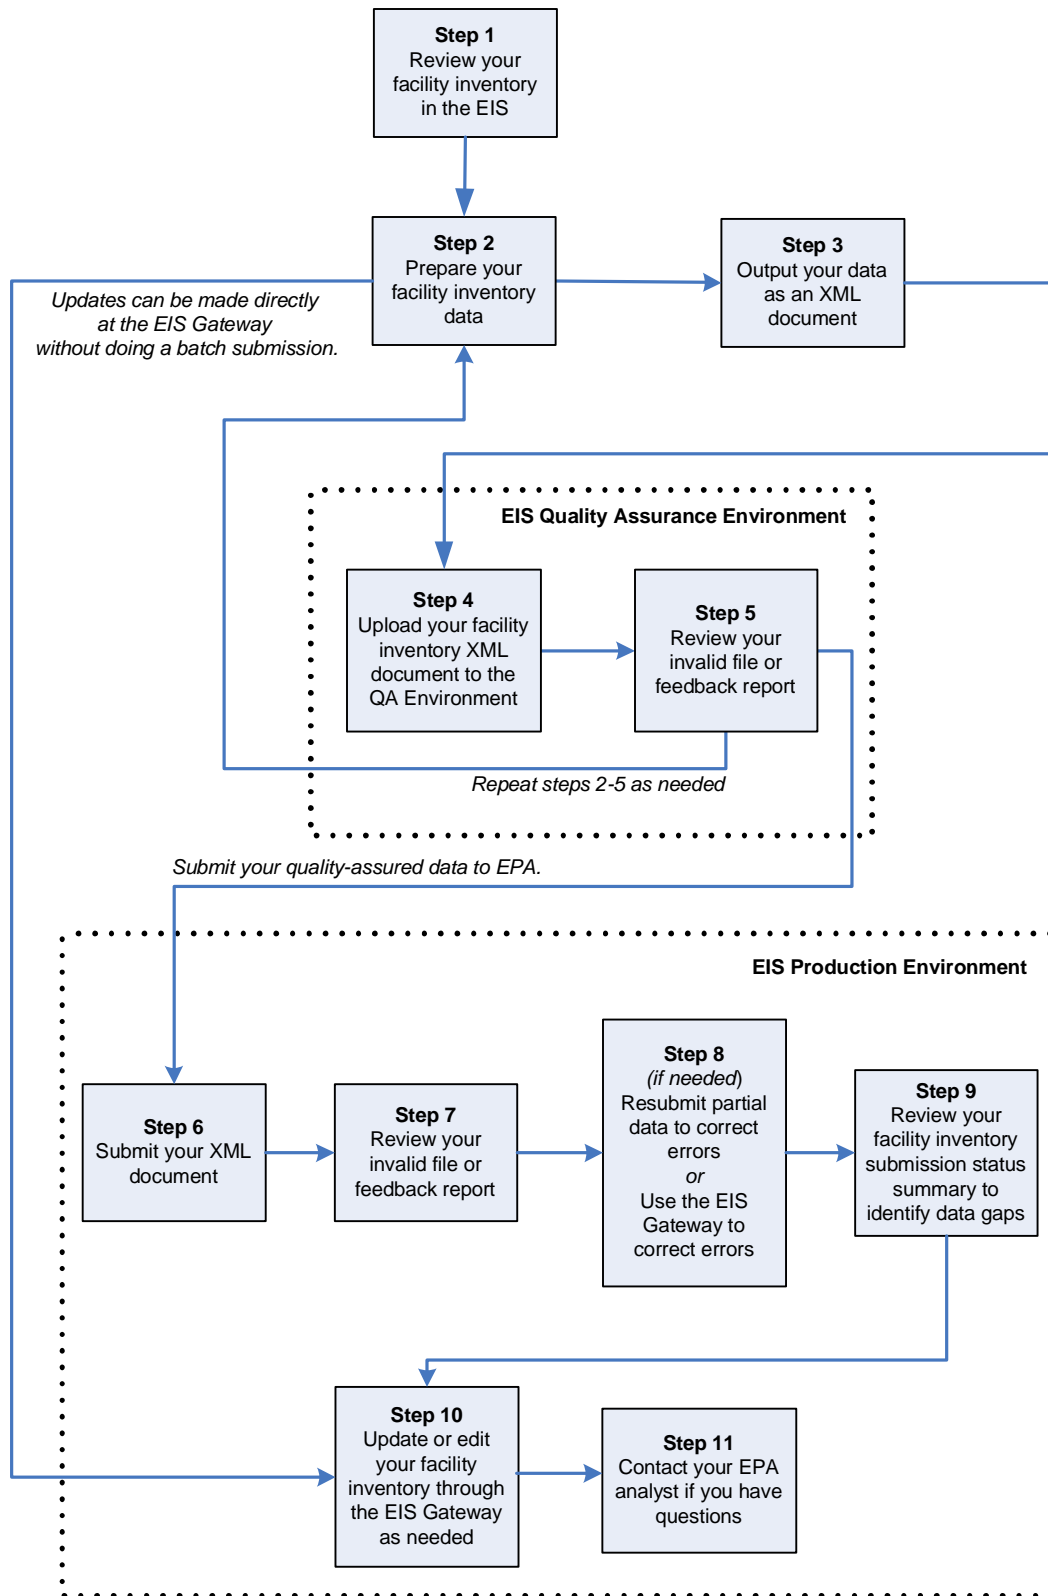 Step 1
Review your
facility inventory
in the EIS
Step 2
Prepare your
facility inventory
data
Step 3
Output your data
as an XML
document
Updates can be made directly
at the EIS Gateway
without doing a batch submission.
EIS Quality Assurance Environment
Step 4
Upload your facility
inventory XML
document to the
QA Environment
Step 5
Review your
invalid file or
feedback report
Repeat steps 2-5 as needed
Submit your quality-assured data to EPA.
EIS Production Environment
Step 6
Submit your XML
document
Step 7
Review your
invalid file or
feedback report
Step 8
(if needed)
Resubmit partial
data to correct
errors
or
Use the EIS
Gateway to
correct errors
Step 9
Review your
facility inventory
submission status
summary to
identify data gaps
Step 10
Update or edit
your facility
inventory through
the EIS Gateway
as needed
Step 11
Contact your EPA
analyst if you have
questions